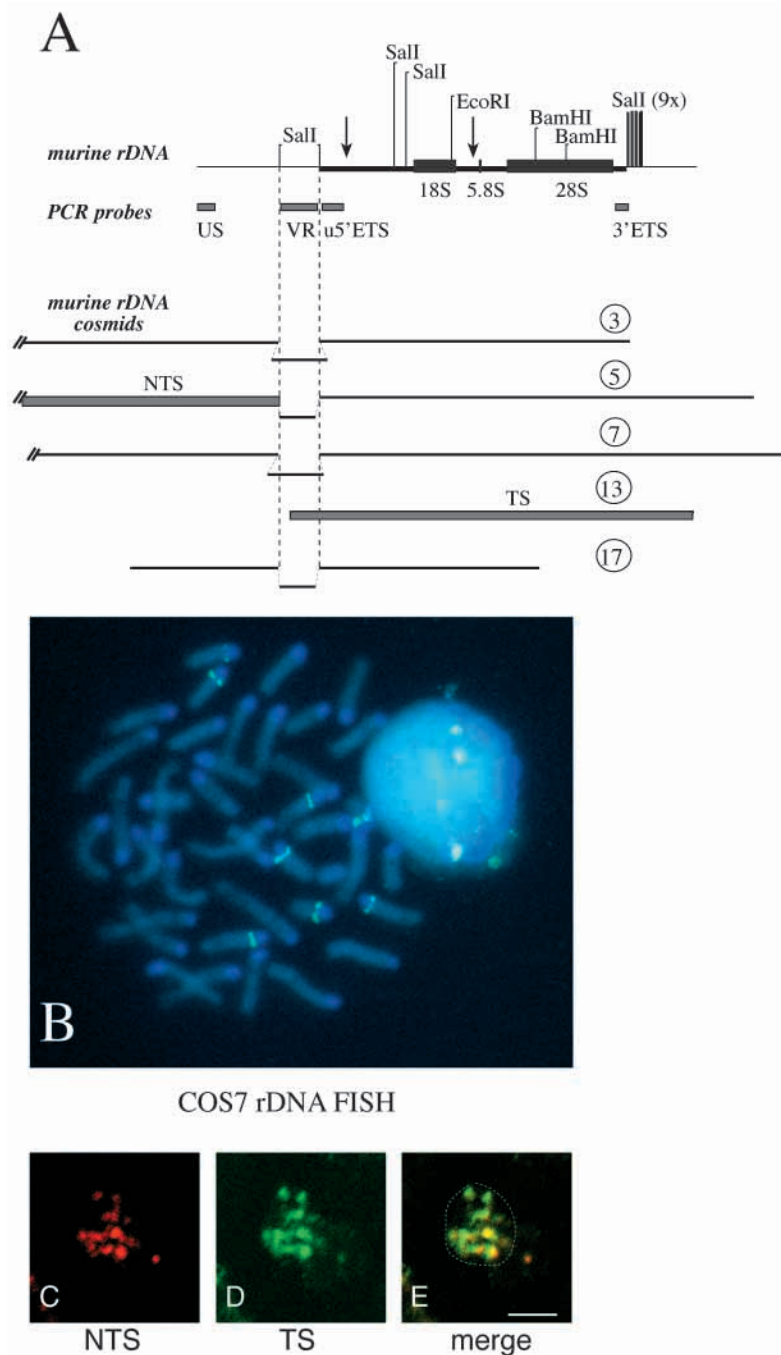 A
SalI
SalI
EcoRI
SalI (9x)
BamHI
SalI
BamHI
murine rDNA
18S 5.8S 28S
PCR probes
US VR u5'ETS 3'ETS
murine rDNA
cosmids
3
NTS 5
7
13
TS
17
B
COS7 rDNA FISH
C D E
NTS TS merge